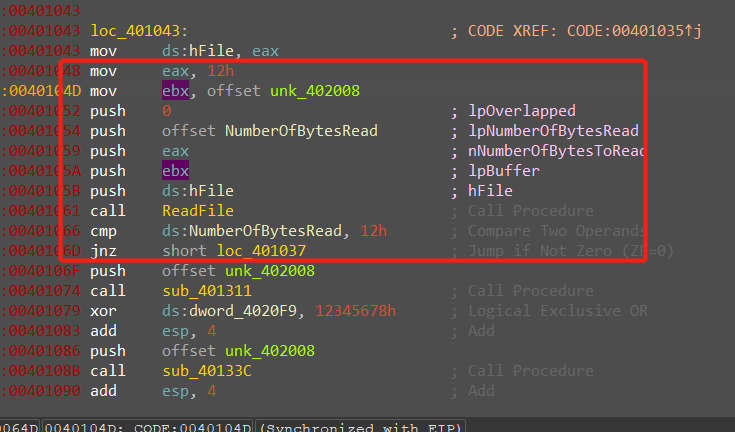 :00401043
:00401043 loc_401043: ; CODE XREF: CODE:00401035↑j
:00401043 mov ds:hFile, eax
:00401048 mov eax, 12h
:0040104D mov ebx, offset unk_402008
:00401052 push 0 ; lpOverlapped
:00401054 push offset NumberOfBytesRead ; lpNumberOfBytesRead
:00401059 push eax ; nNumberOfBytesToRead
:0040105A push ebx ; lpBuffer
:0040105B push ds:hFile ; hFile
:00401061 call ReadFile ; Call Procedure
:00401066 cmp ds:NumberOfBytesRead, 12h ; Compare Two Operands
:0040106D jnz short loc_401037 ; Jump if Not Zero (ZF=0)
:0040106F push offset unk_402008
:00401074 call sub_401311 ; Call Procedure
:00401079 xor ds:dword_4020F9, 12345678h ; Logical Exclusive OR
:00401083 add esp, 4 ; Add
:00401086 push offset unk_402008
:0040108B call sub_40133C ; Call Procedure
:00401090 add esp, 4 ; Add
0064D 0040104D: CODE:0040104D (Synchronized with EIP)